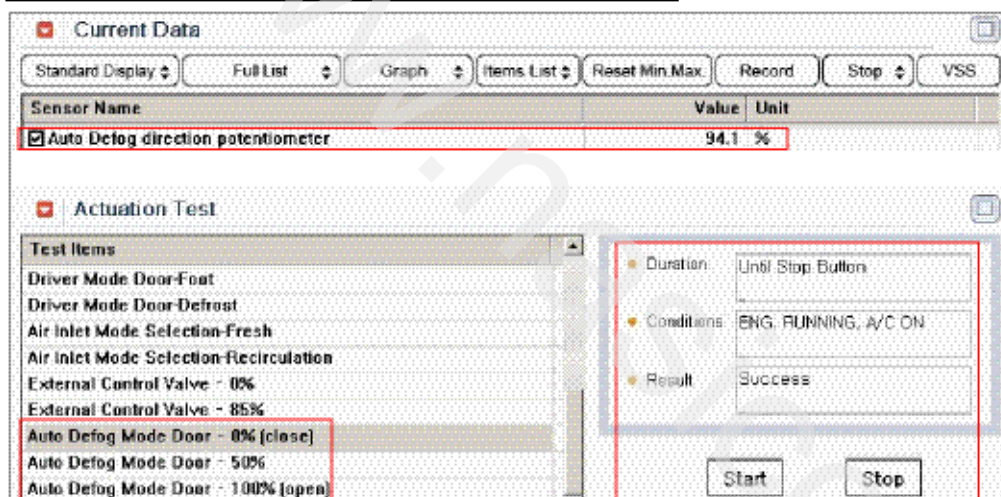 Current Data
Standard Display Full List Graph Items List Reset Min.Max. Record Stop VSS
Sensor Name Value Unit
Auto Defog direction potentiometer 94.1 %
Actuation Test
Test Items
Driver Mode Door-Foot
Driver Mode Door-Defrost
Air Inlet Mode Selection-Fresh
Air Inlet Mode Selection-Recirculation
External Control Valve - 0%
External Control Valve - 85%
Auto Defog Mode Door - 0% (close)
Auto Defog Mode Door - 50%
Auto Defog Mode Door - 100% (open)
Duration Until Stop Button
Conditions ENG. RUNNING, A/C ON
Result Success
Start Stop